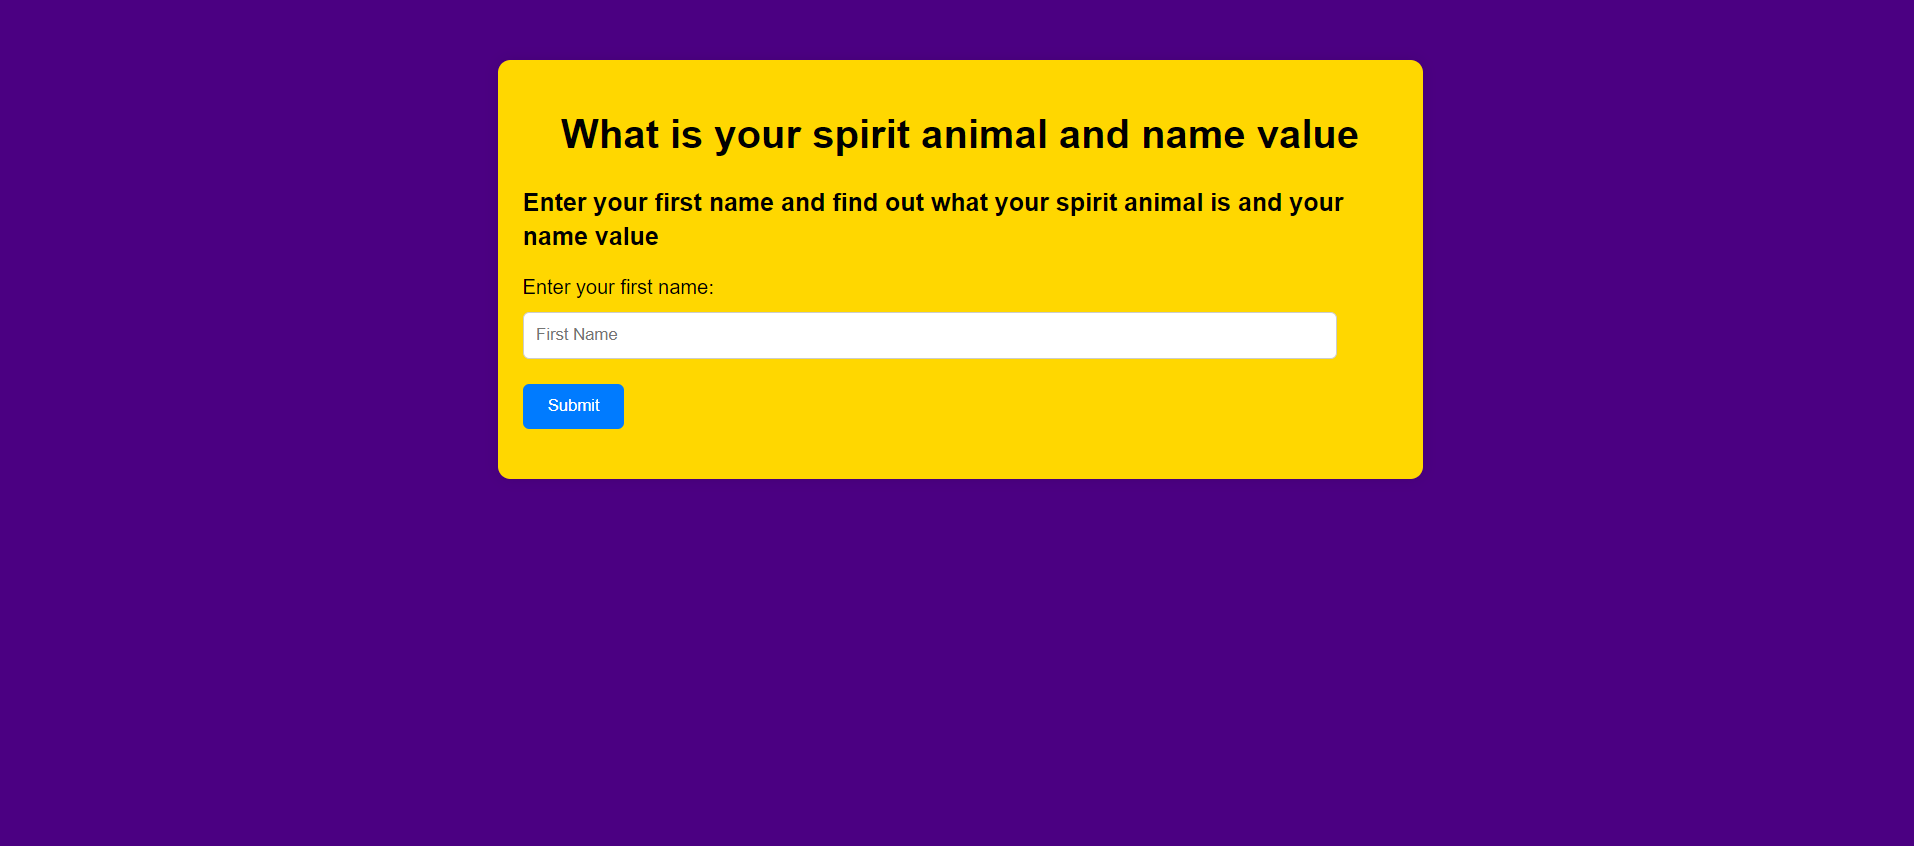 What is your spirit animal and name value
Enter your first name and find out what your spirit animal is and your
name value
Enter your first name:
First Name
Submit